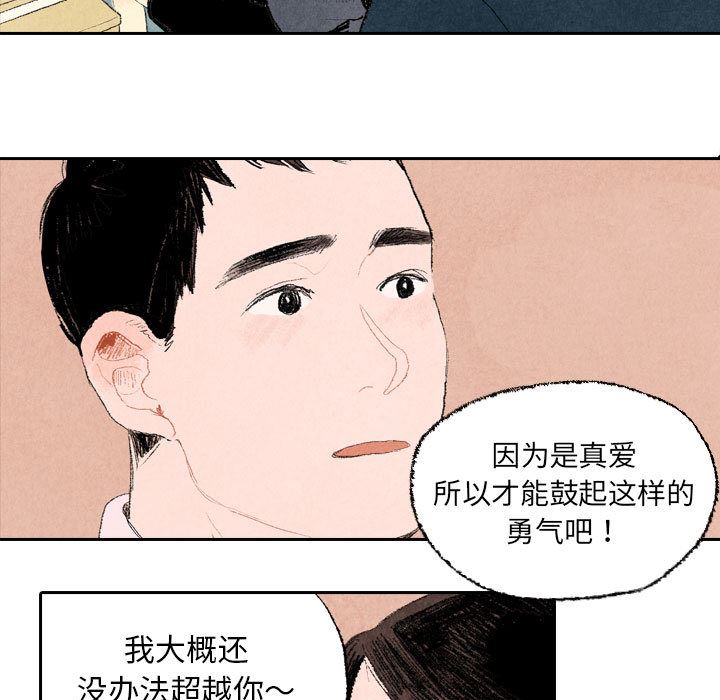 因为是真爱
所以才能鼓起这样的
勇气吧！
我大概还
没办法超越你～